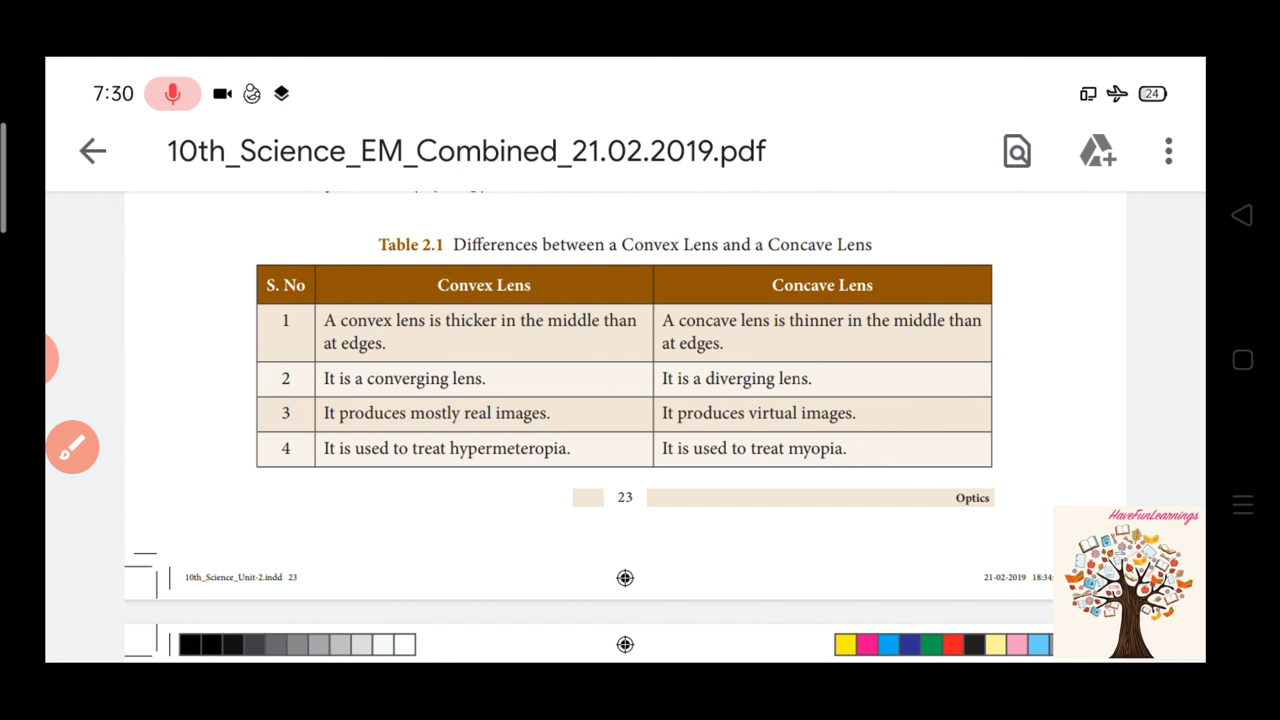 7:30
24
10th_Science_EM_Combined_21.02.2019.pdf
Table 2.1 Differences between a Convex Lens and a Concave Lens
S. No Convex Lens Concave Lens
1 A convex lens is thicker in the middle than A concave lens is thinner in the middle than
at edges. at edges.
2 It is a converging lens. It is a diverging lens.
3 It produces mostly real images. It produces virtual images.
4 It is used to treat hypermeteropia. It is used to treat myopia.
23 Optics
HaveFunLearnings
10th_Science_Unit-2.indd 23 21-02-2019 18:34: